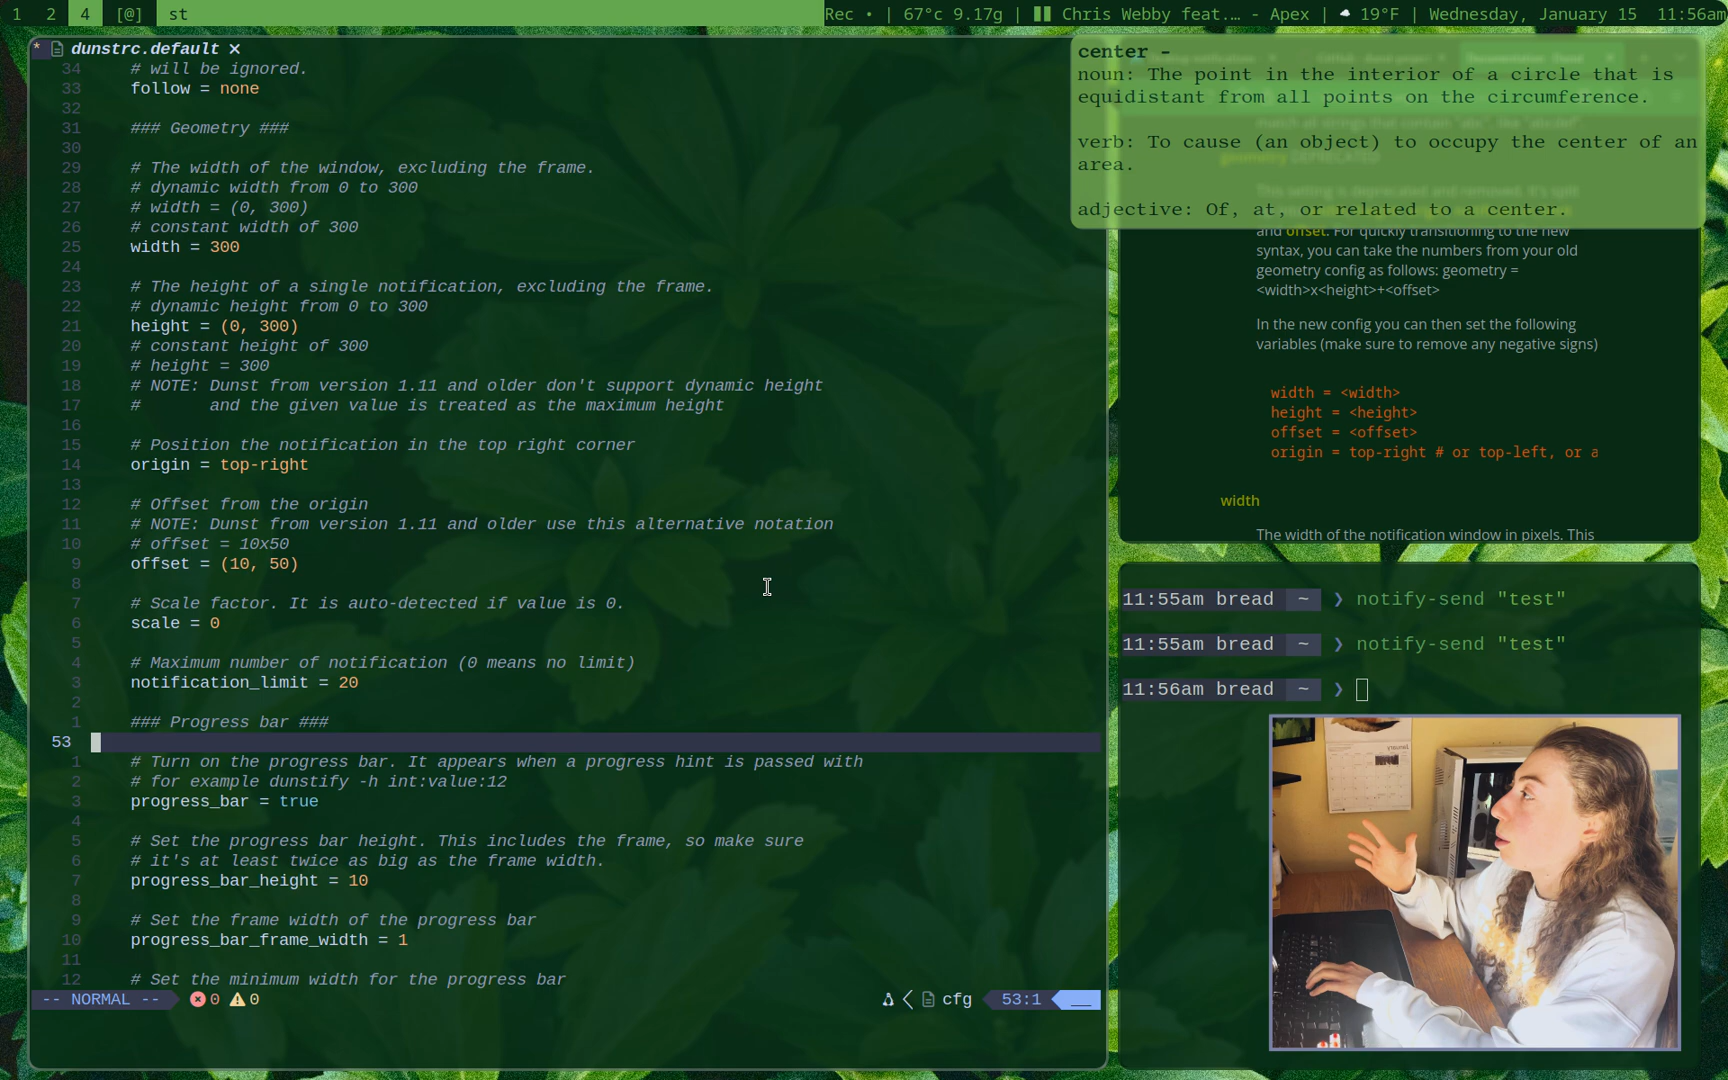 1 2 4 [@] st Rec • | 67°c 9.17g | Chris Webby feat.… - Apex | 19°F | Wednesday, January 15 11:56am
* dunstrc.default ✕
34 # will be ignored.
33 follow = none
32
31 ### Geometry ###
30
29 # The width of the window, excluding the frame.
28 # dynamic width from 0 to 300
27 # width = (0, 300)
26 # constant width of 300
25 width = 300
24
23 # The height of a single notification, excluding the frame.
22 # dynamic height from 0 to 300
21 height = (0, 300)
20 # constant height of 300
19 # height = 300
18 # NOTE: Dunst from version 1.11 and older don't support dynamic height
17 #       and the given value is treated as the maximum height
16
15 # Position the notification in the top right corner
14 origin = top-right
13
12 # Offset from the origin
11 # NOTE: Dunst from version 1.11 and older use this alternative notation
10 # offset = 10x50
9 offset = (10, 50)
8
7 # Scale factor. It is auto-detected if value is 0.
6 scale = 0
5
4 # Maximum number of notification (0 means no limit)
3 notification_limit = 20
2
1 ### Progress bar ###
53
1 # Turn on the progress bar. It appears when a progress hint is passed with
2 # for example dunstify -h int:value:12
3 progress_bar = true
4
5 # Set the progress bar height. This includes the frame, so make sure
6 # it's at least twice as big as the frame width.
7 progress_bar_height = 10
8
9 # Set the frame width of the progress bar
10 progress_bar_frame_width = 1
11
12 # Set the minimum width for the progress bar
-- NORMAL -- 0 0 cfg 53:1 __
center -
noun: The point in the interior of a circle that is
equidistant from all points on the circumference.
verb: To cause (an object) to occupy the center of an
area.
adjective: Of, at, or related to a center.
and offset. For quickly transitioning to the new
syntax, you can take the numbers from your old
geometry config as follows: geometry =
<width>x<height>+<offset>
In the new config you can then set the following
variables (make sure to remove any negative signs)
width = <width>
height = <height>
offset = <offset>
origin = top-right # or top-left, or a
width
The width of the notification window in pixels. This
11:55am bread ~ ❯ notify-send "test"
11:55am bread ~ ❯ notify-send "test"
11:56am bread ~ ❯